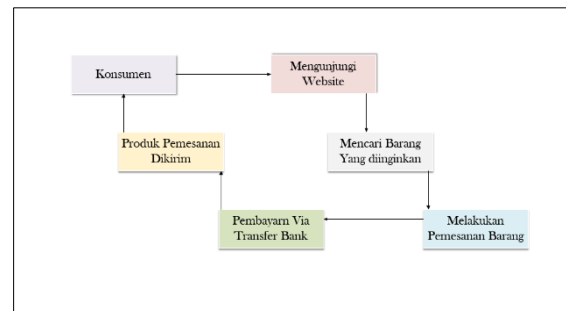 Konsumen
Mengunjungi
Website
Mencari Barang
Yang diinginkan
Melakukan
Pemesanan Barang
Pembayarn Via
Transfer Bank
Produk Pemesanan
Dikirim